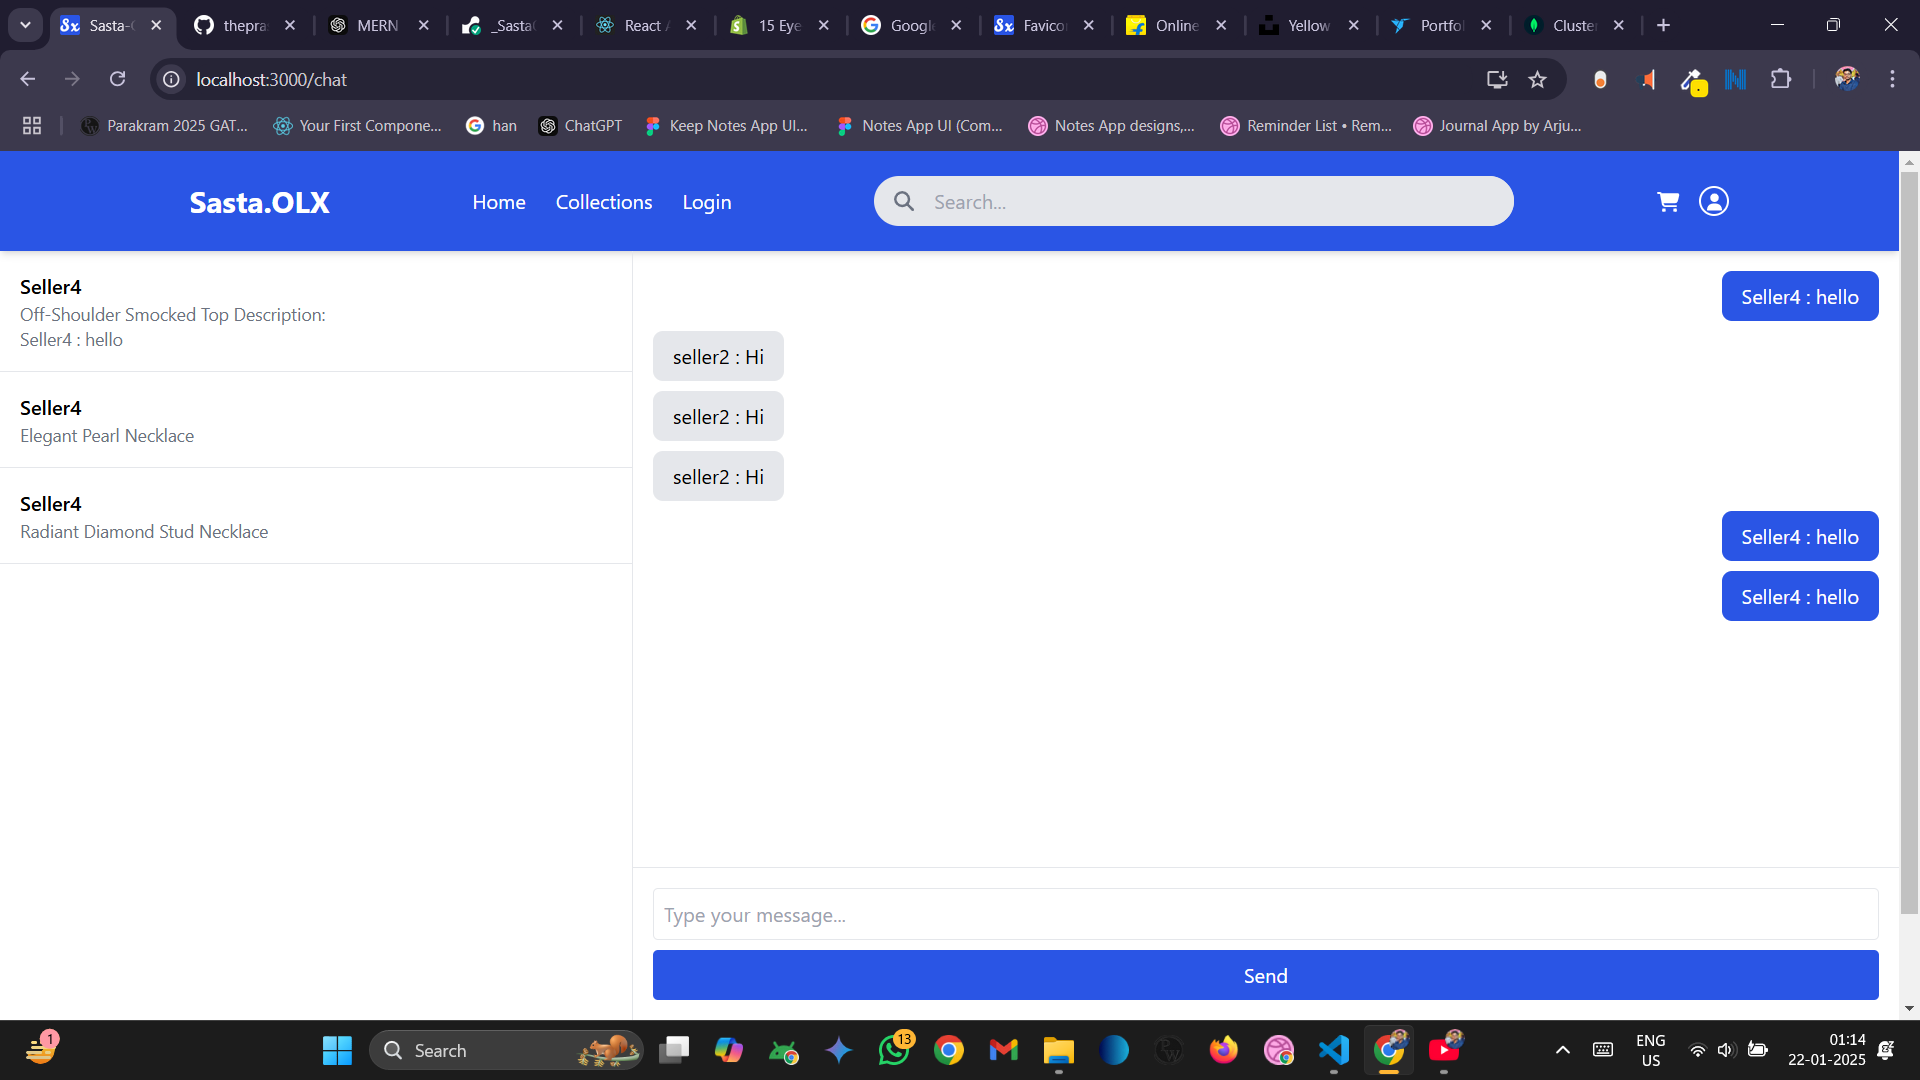 Sasta-
thepra
MERN
_Sasta
React
15 Eye
Google
Favico
Online
Yellow
Portfol
Cluste
localhost:3000/chat
Parakram 2025 GAT...
Your First Compone...
han
ChatGPT
Keep Notes App UI...
Notes App UI (Com...
Notes App designs,...
Reminder List • Rem...
Journal App by Arju...
Sasta.OLX
Home
Collections
Login
Search...
Seller4
Off-Shoulder Smocked Top Description:
Seller4 : hello
Seller4
Elegant Pearl Necklace
Seller4
Radiant Diamond Stud Necklace
Seller4 : hello
seller2 : Hi
seller2 : Hi
seller2 : Hi
Seller4 : hello
Seller4 : hello
Type your message...
Send
1
Search
13
ENG
US
01:14
22-01-2025